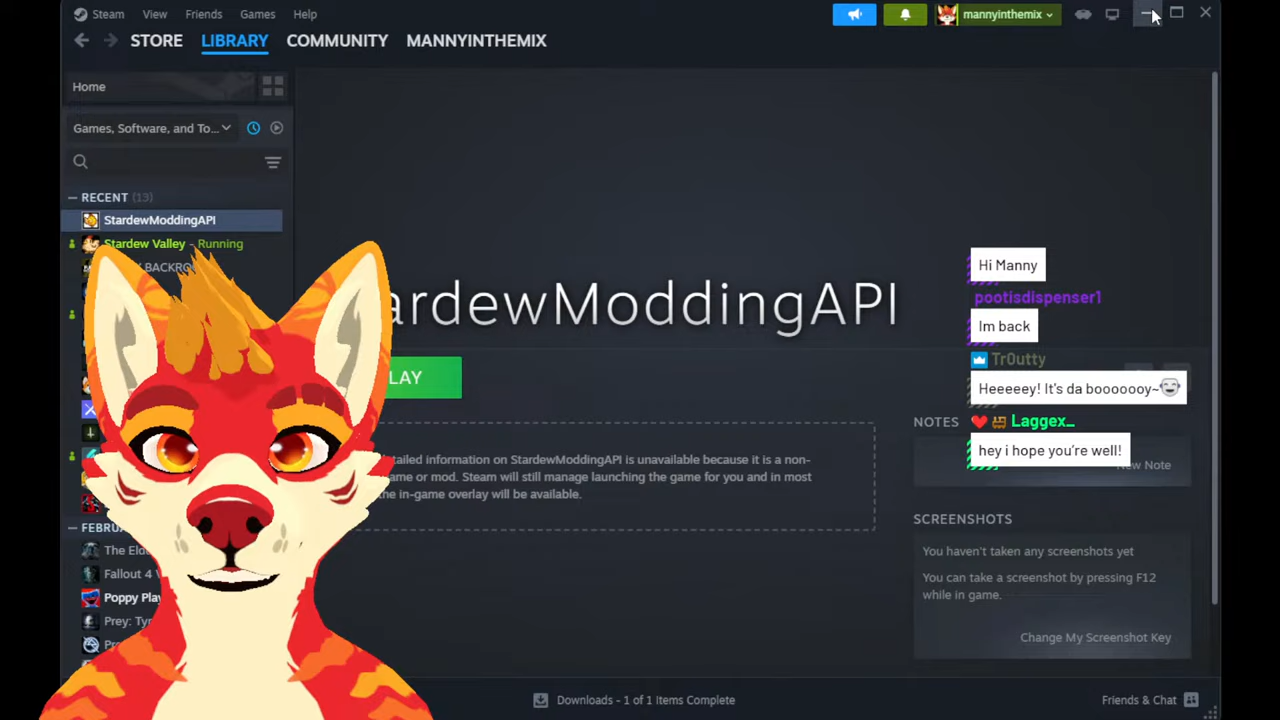 Steam View Friends Games Help
mannyinthemix
STORE LIBRARY COMMUNITY MANNYINTHEMIX
Home
Games, Software, and To...
— RECENT (13)
StardewModdingAPI
Stardew Valley - Running
BACKRO
ardewModdingAPI
LAY
etailed information on StardewModdingAPI is unavailable because it is a non-
ame or mod. Steam will still manage launching the game for you and in most
the in-game overlay will be available.
— FEBRU
The Eld
Fallout 4 V
Poppy Play
Prey: Ty
Pr
Hi Manny
pootisdispenser1
Im back
Tr0utty
Heeeeey! It's da booooooy~
NOTES
Laggex_
hey i hope you're well!
New Note
SCREENSHOTS
You haven't taken any screenshots yet
You can take a screenshot by pressing F12
while in game.
Change My Screenshot Key
Downloads - 1 of 1 Items Complete
Friends & Chat